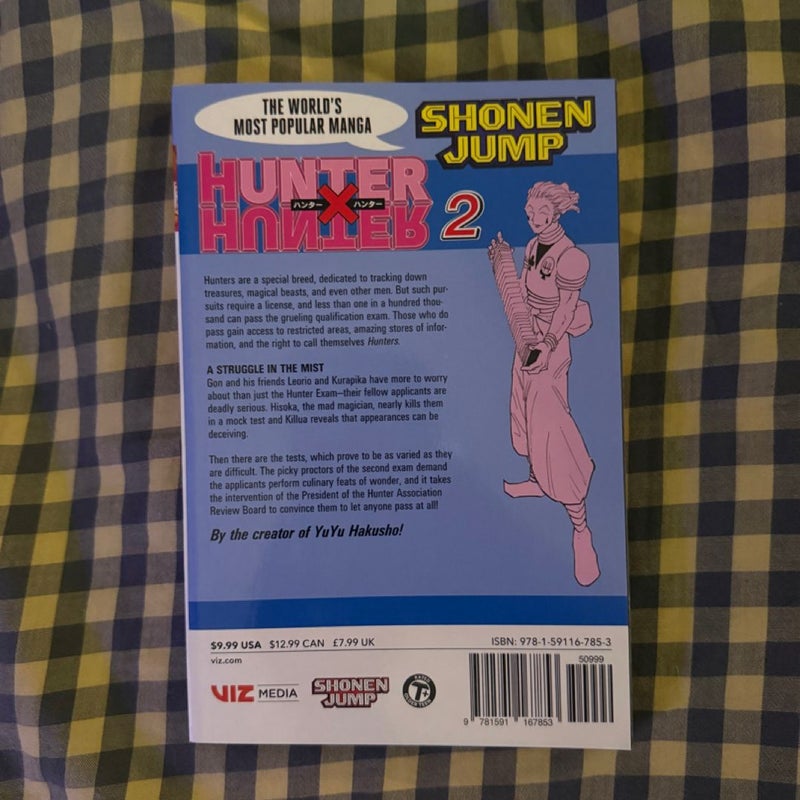 THE WORLD'S
MOST POPULAR MANGA
SHONEN
JUMP
HUNTER
ハンター X ハンター
HUNTER
2
Hunters are a special breed, dedicated to tracking down
treasures, magical beasts, and even other men. But such pur-
suits require a license, and less than one in a hundred thou-
sand can pass the grueling qualification exam. Those who do
pass gain access to restricted areas, amazing stores of infor-
mation, and the right to call themselves Hunters.
A STRUGGLE IN THE MIST
Gon and his friends Leorio and Kurapika have more to worry
about than just the Hunter Exam—their fellow applicants are
deadly serious. Hisoka, the mad magician, nearly kills them
in a mock test and Killua reveals that appearances can be
deceiving.
Then there are the tests, which prove to be as varied as they
are difficult. The picky proctors of the second exam demand
the applicants perform culinary feats of wonder, and it takes
the intervention of the President of the Hunter Association
Review Board to convince them to let anyone pass at all!
By the creator of YuYu Hakusho!
$9.99 USA $12.99 CAN £7.99 UK
ISBN: 978-1-59116-785-3
viz.com
50999
VIZ MEDIA
SHONEN
JUMP
RATED
T+
OLDER TEEN
9 781591 167853